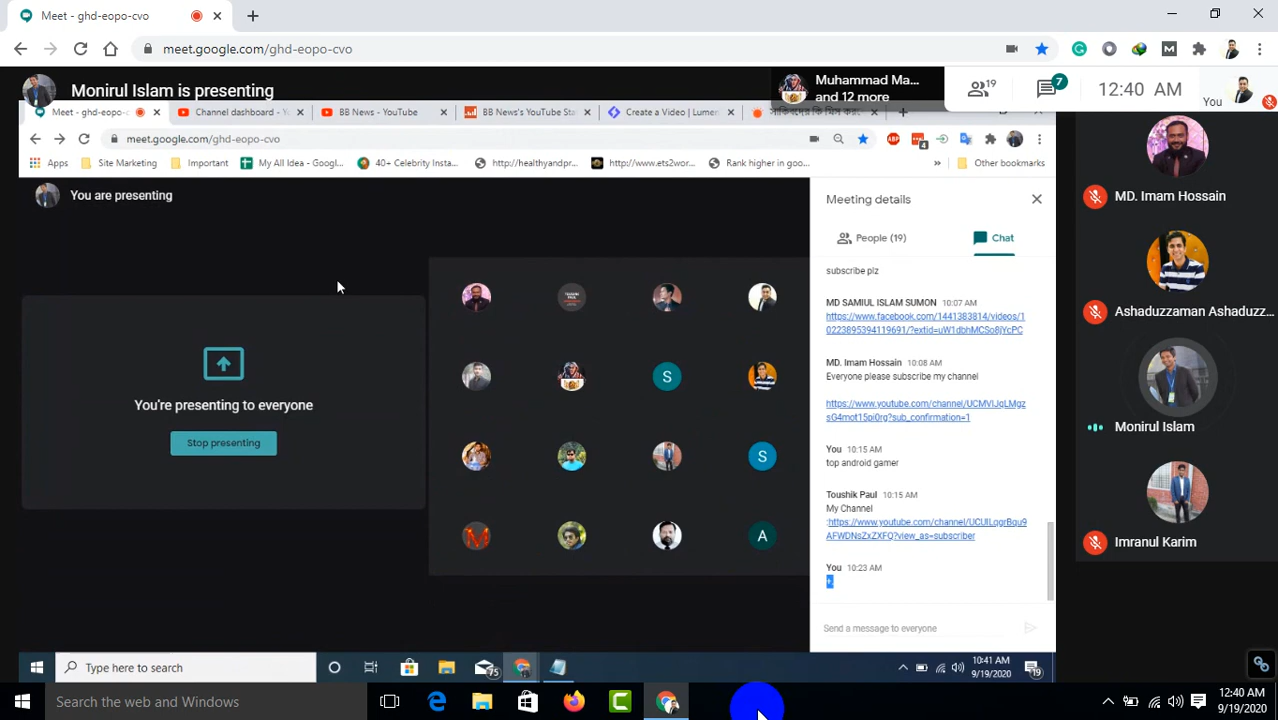 Meet - ghd-eopo-cvo
meet.google.com/ghd-eopo-cvo
Monirul Islam is presenting
Muhammad Ma...
and 12 more
19
7
12:40 AM
You
Meet - ghd-eopo-c
Channel dashboard - Y
BB News - YouTube
BB News's YouTube Sta
Create a Video | Lumen
meet.google.com/ghd-eopo-cvo
Apps
Site Marketing
Important
My All Idea - Googl...
40+ Celebrity Insta...
http://healthyandpr...
http://www.ets2wor...
Rank higher in goo...
»
Other bookmarks
You are presenting
You're presenting to everyone
Stop presenting
S
S
M
A
Meeting details
People (19)
Chat
subscribe plz
MD SAMIUL ISLAM SUMON 10:07 AM
https://www.facebook.com/1441383814/videos/1
0223895394119691/?extid=uW1dbhMCSo8jYcPC
MD. Imam Hossain 10:08 AM
Everyone please subscribe my channel
https://www.youtube.com/channel/UCMVIJqLMgz
sG4mot15pi0rg?sub_confirmation=1
You 10:15 AM
top android gamer
Toushik Paul 10:15 AM
My Channel
:https://www.youtube.com/channel/UCUlLqgrBqu9
AFWDNsZxZXFQ?view_as=subscriber
You 10:23 AM
Send a message to everyone
MD. Imam Hossain
Ashaduzzaman Ashaduzz...
Monirul Islam
Imranul Karim
Type here to search
75
10:41 AM
9/19/2020
19
Search the web and Windows
12:40 AM
9/19/2020